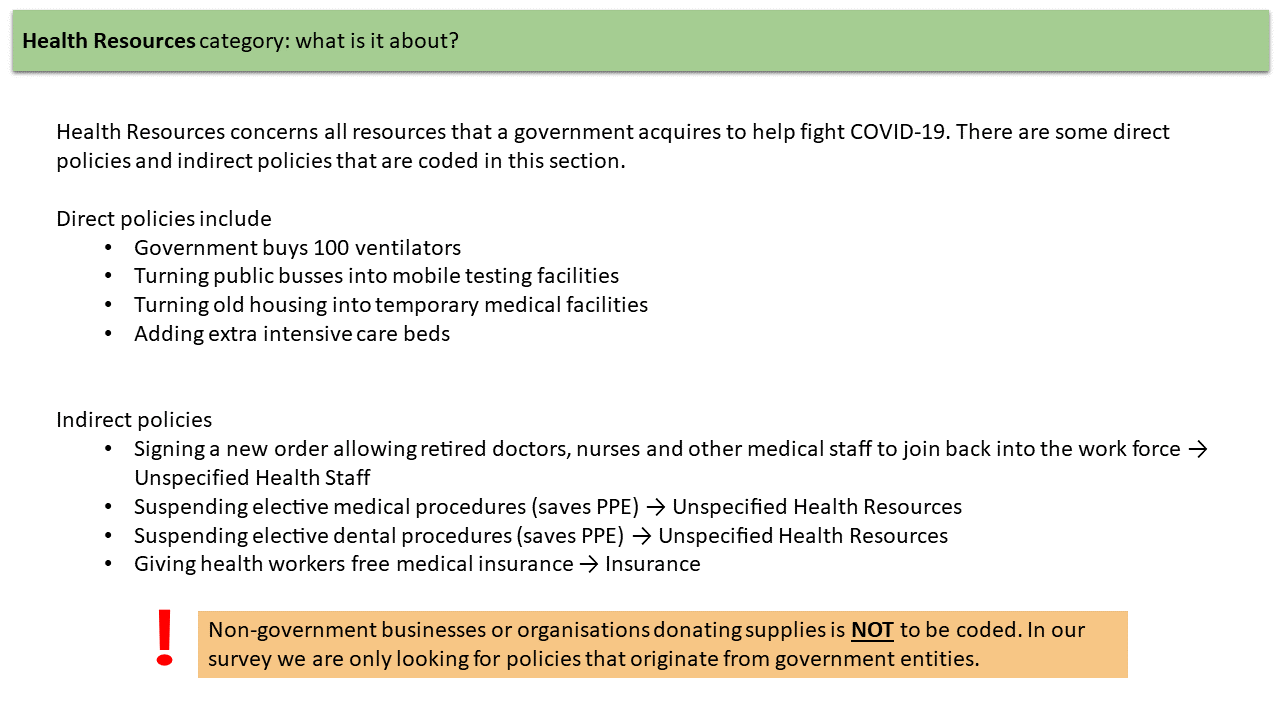 Health Resources category: what is it about?
Health Resources concerns all resources that a government acquires to help fight COVID-19. There are some direct
policies and indirect policies that are coded in this section.
Direct policies include
• Government buys 100 ventilators
• Turning public busses into mobile testing facilities
• Turning old housing into temporary medical facilities
• Adding extra intensive care beds
Indirect policies
• Signing a new order allowing retired doctors, nurses and other medical staff to join back into the work force →
Unspecified Health Staff
• Suspending elective medical procedures (saves PPE) → Unspecified Health Resources
• Suspending elective dental procedures (saves PPE) → Unspecified Health Resources
• Giving health workers free medical insurance → Insurance
! Non-government businesses or organisations donating supplies is NOT to be coded. In our
survey we are only looking for policies that originate from government entities.